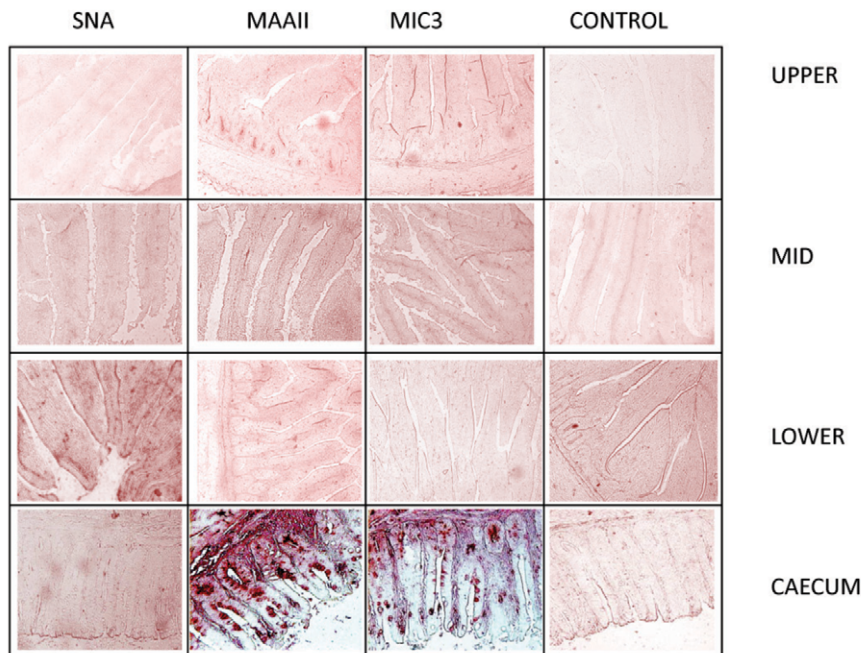 SNA MAAII MIC3 CONTROL
UPPER
MID
LOWER
CAECUM